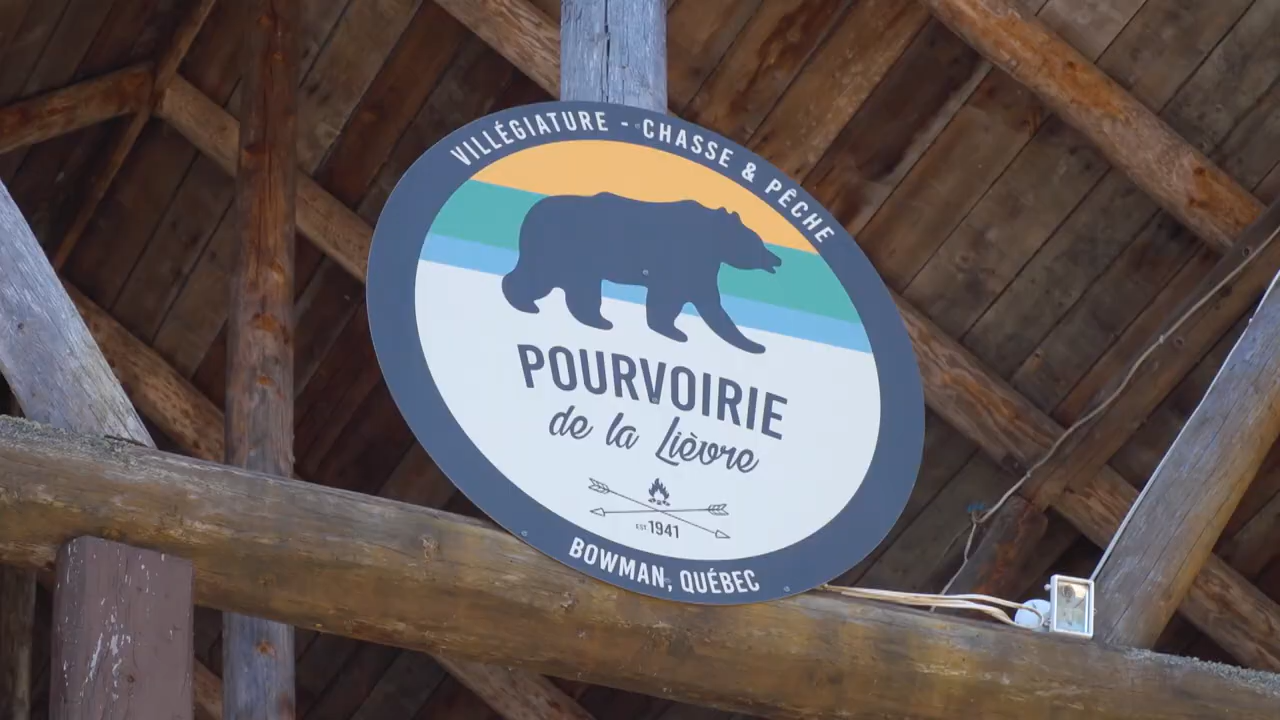 VILLÉGIATURE - CHASSE & PÊCHE
POURVOIRIE
de la Lièvre
EST. 1941
BOWMAN, QUÉBEC